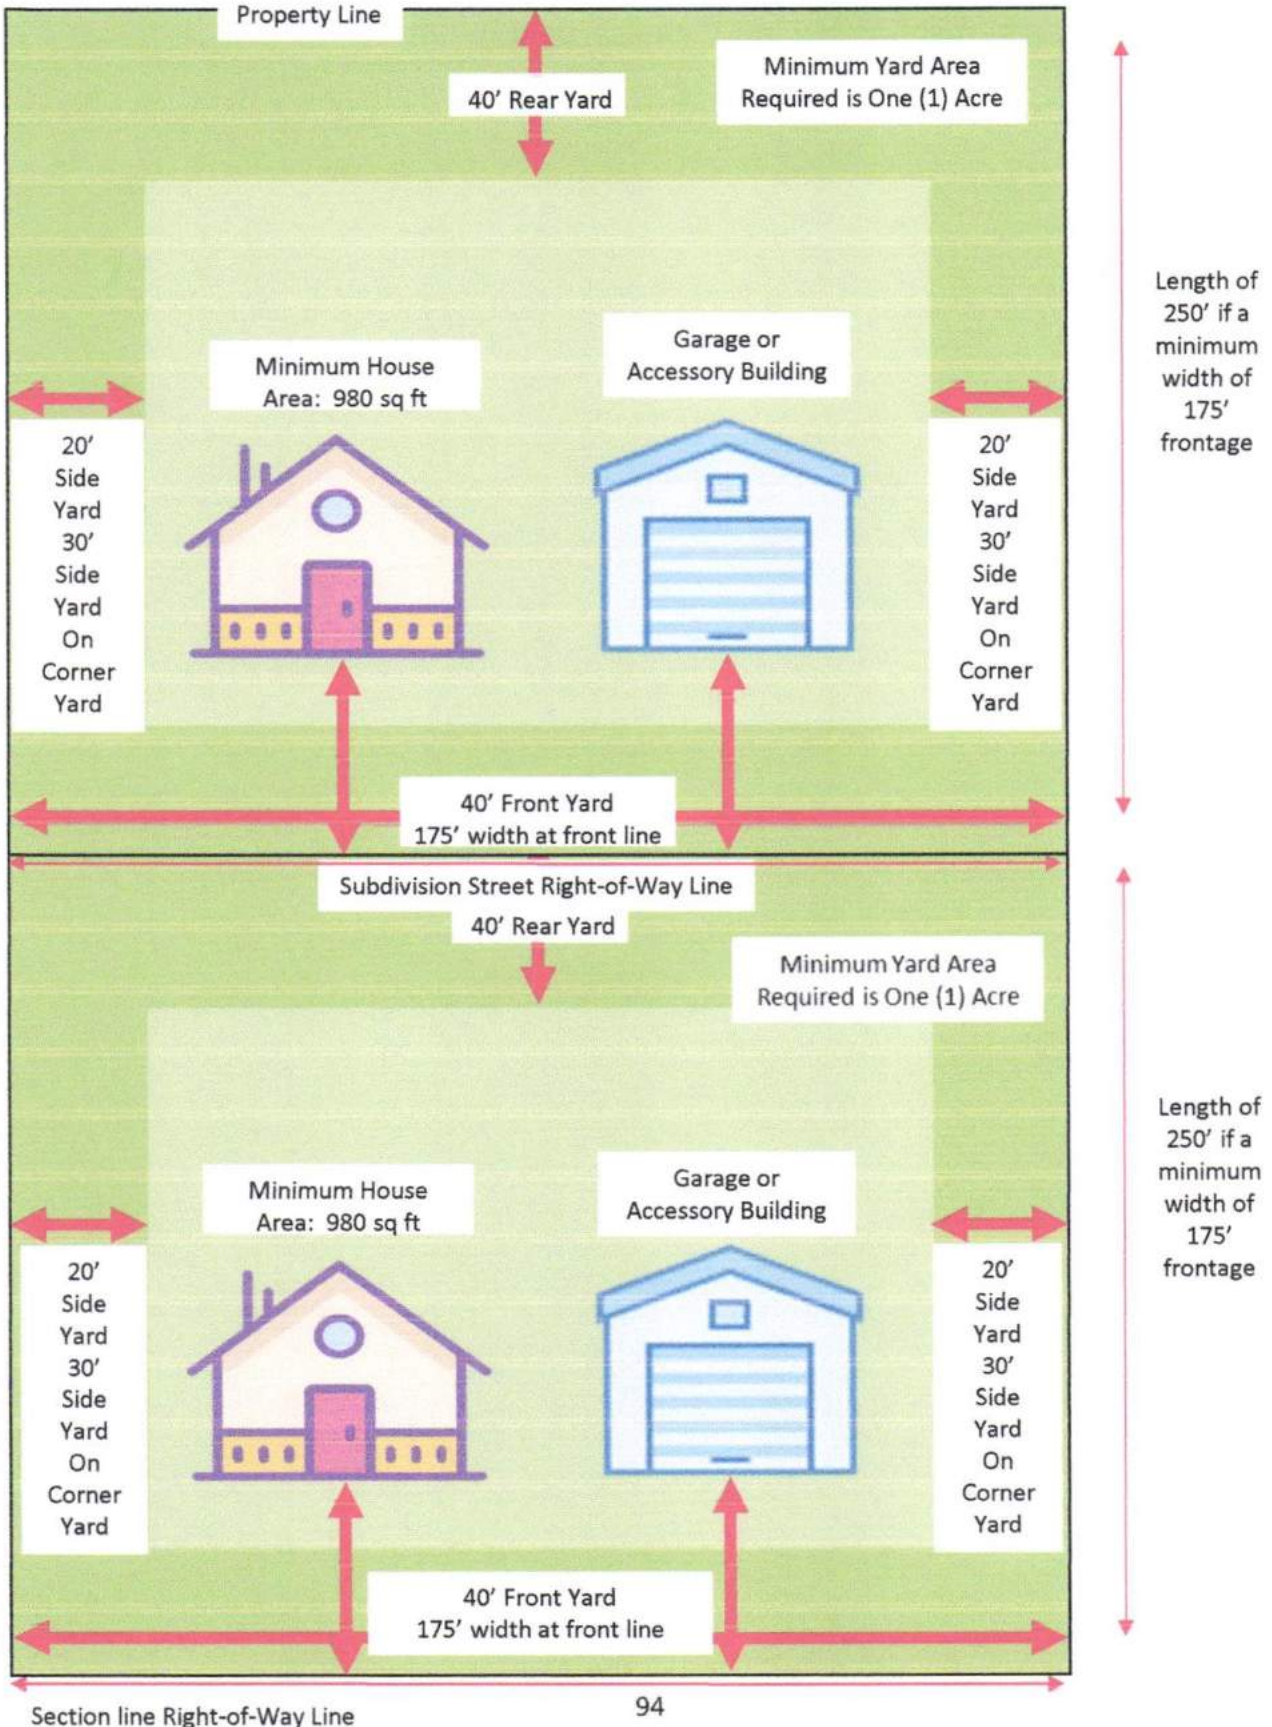 Property Line
40' Rear Yard
Minimum Yard Area
Required is One (1) Acre
Length of
250' if a
minimum
width of
175'
frontage
Minimum House
Area: 980 sq ft
Garage or
Accessory Building
20'
Side
Yard
30'
Side
Yard
On
Corner
Yard
20'
Side
Yard
30'
Side
Yard
On
Corner
Yard
40' Front Yard
175' width at front line
Subdivision Street Right-of-Way Line
40' Rear Yard
Minimum Yard Area
Required is One (1) Acre
Length of
250' if a
minimum
width of
175'
frontage
Minimum House
Area: 980 sq ft
Garage or
Accessory Building
20'
Side
Yard
30'
Side
Yard
On
Corner
Yard
20'
Side
Yard
30'
Side
Yard
On
Corner
Yard
40' Front Yard
175' width at front line
Section line Right-of-Way Line
94